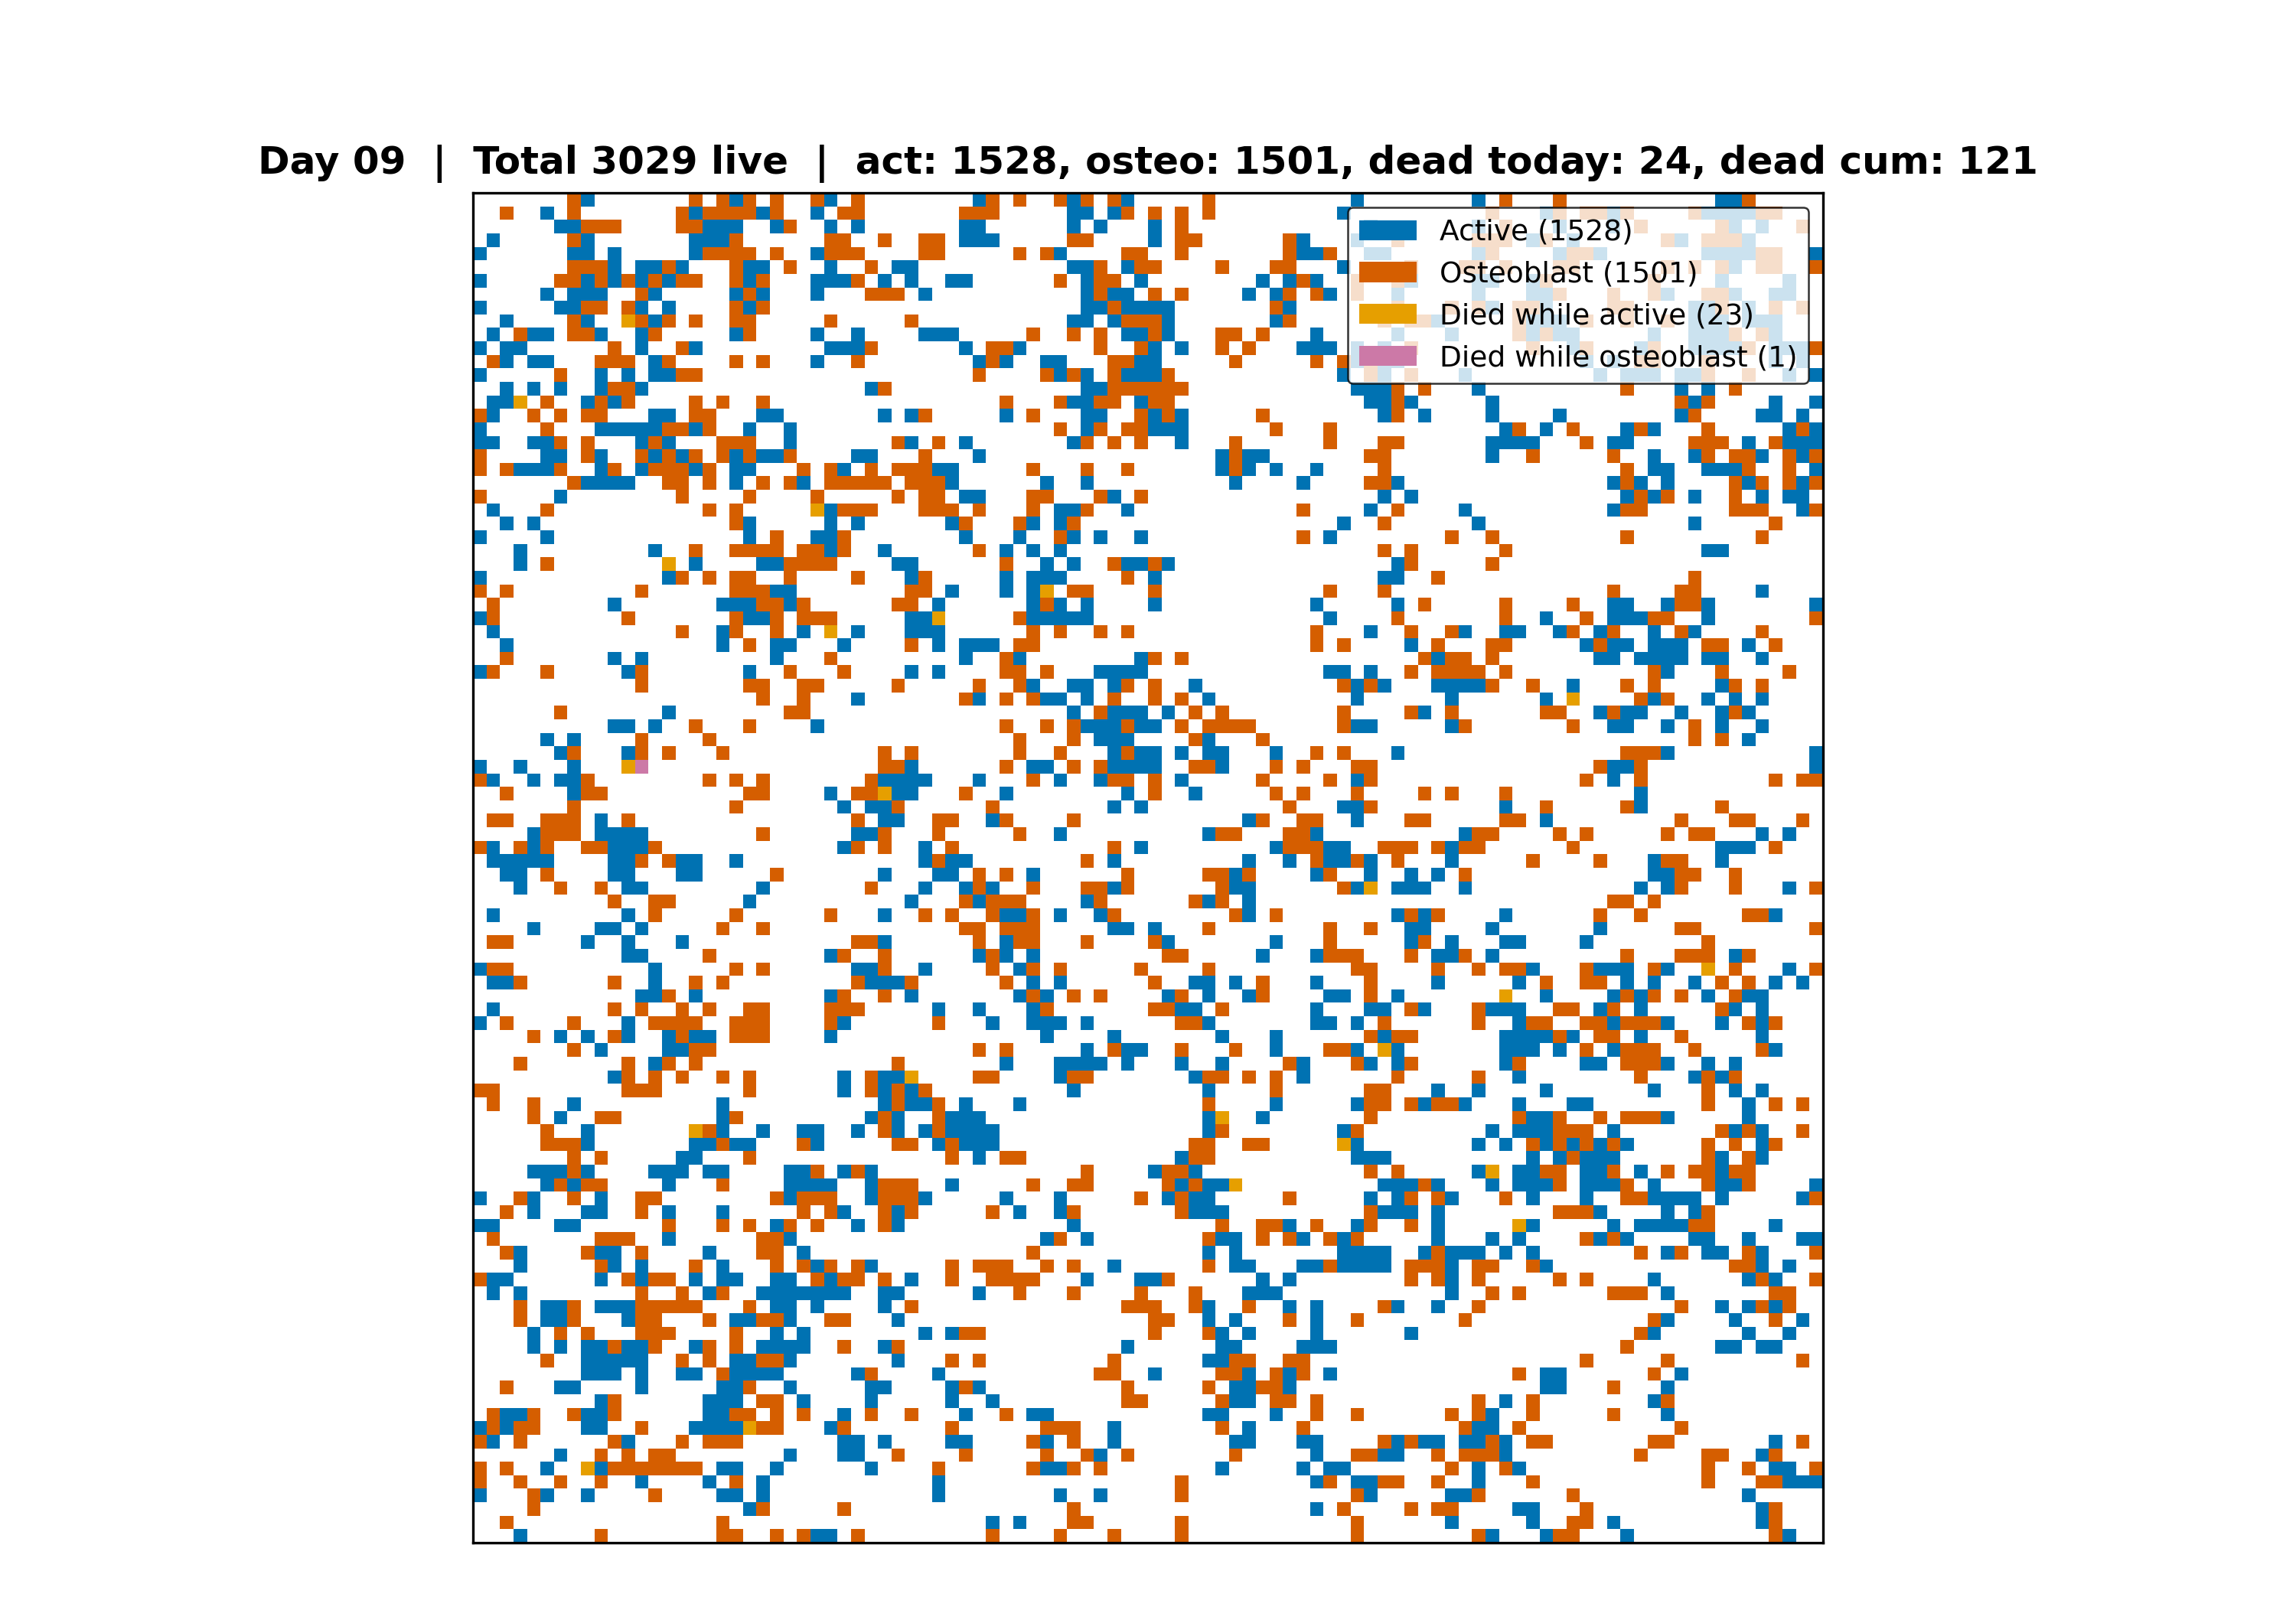 Day 09 | Total 3029 live | act: 1528, osteo: 1501, dead today: 24, dead cum: 121
Active (1528)
Osteoblast (1501)
Died while active (23)
Died while osteoblast (1)